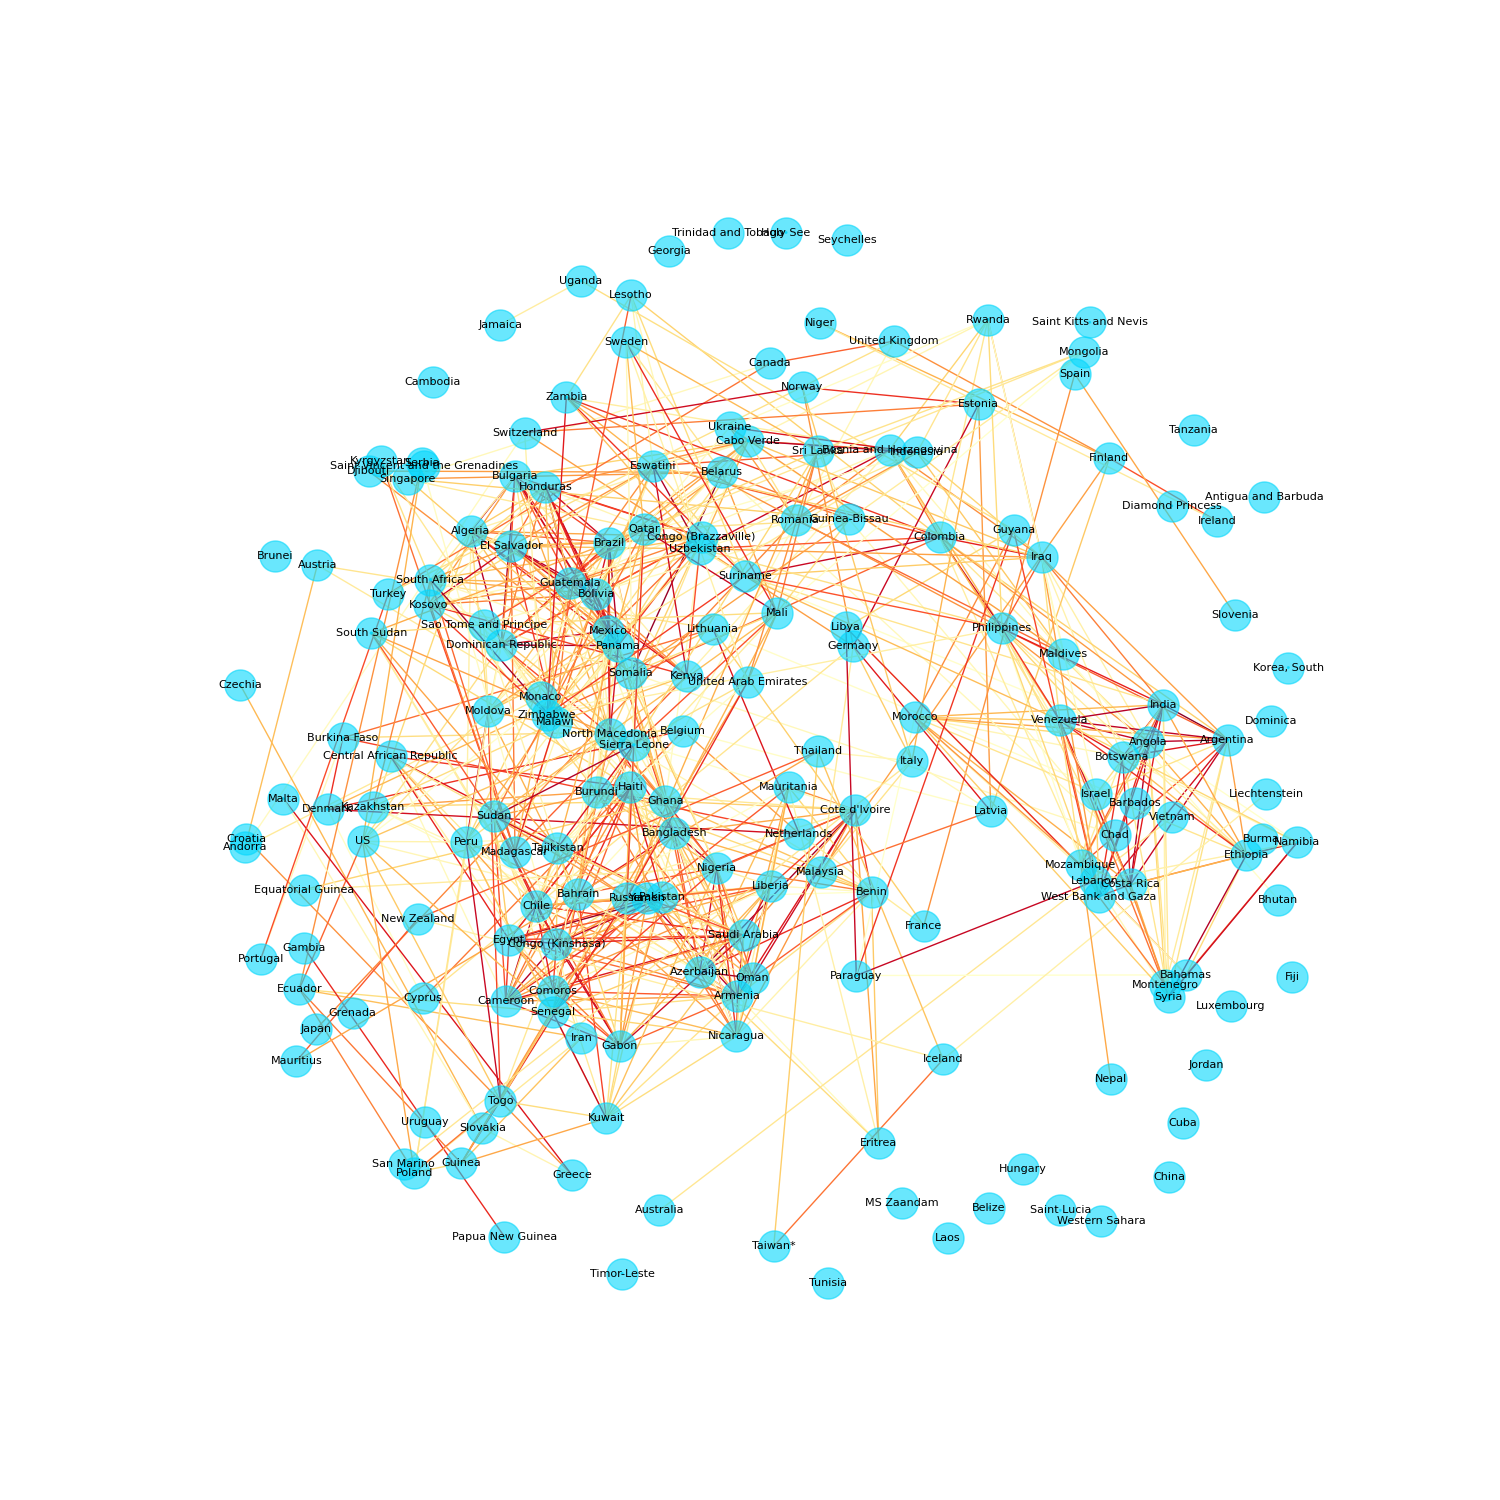 Trinidad and Tobago
Holy See
Seychelles
Georgia
Uganda
Lesotho
Jamaica
Niger
Rwanda
Saint Kitts and Nevis
Sweden
United Kingdom
Mongolia
Canada
Spain
Cambodia
Norway
Zambia
Estonia
Switzerland
Ukraine
Tanzania
Cabo Verde
Sri Lanka
Bosnia and Herzegovina
Indonesia
Kyrgyzstan
Serbia
Saint Vincent and the Grenadines
Djibouti
Singapore
Bulgaria
Honduras
Eswatini
Belarus
Finland
Antigua and Barbuda
Diamond Princess
Ireland
Romania
Guinea-Bissau
Algeria
El Salvador
Qatar
Brazil
Congo (Brazzaville)
Uzbekistan
Colombia
Guyana
Iraq
Brunei
Austria
South Africa
Guatemala
Bolivia
Suriname
Turkey
Kosovo
Mali
Slovenia
South Sudan
Sao Tome and Principe
Mexico
Lithuania
Libya
Philippines
Dominican Republic
Panama
Germany
Maldives
Korea, South
Czechia
Somalia
Kenya
United Arab Emirates
Monaco
Moldova
Zimbabwe
Malawi
India
Morocco
Venezuela
Dominica
Burkina Faso
North Macedonia
Sierra Leone
Belgium
Angola
Argentina
Central African Republic
Thailand
Italy
Botswana
Malta
Denmark
Kazakhstan
Burundi
Haiti
Ghana
Mauritania
Cote d'Ivoire
Latvia
Israel
Barbados
Liechtenstein
Sudan
Vietnam
Croatia
Andorra
US
Peru
Madagascar
Tajikistan
Bangladesh
Netherlands
Chad
Burma
Namibia
Ethiopia
Nigeria
Malaysia
Mozambique
Lebanon
Costa Rica
West Bank and Gaza
Equatorial Guinea
Bahrain
Russia
Yemen
Pakistan
Liberia
Benin
Bhutan
Chile
New Zealand
France
Gambia
Egypt
Congo (Kinshasa)
Saudi Arabia
Portugal
Azerbaijan
Oman
Paraguay
Bahamas
Montenegro
Syria
Fiji
Ecuador
Cyprus
Cameroon
Comoros
Armenia
Luxembourg
Grenada
Senegal
Japan
Iran
Gabon
Nicaragua
Mauritius
Iceland
Jordan
Nepal
Togo
Uruguay
Slovakia
Kuwait
Cuba
Eritrea
San Marino
Poland
Guinea
Greece
Hungary
China
Australia
MS Zaandam
Belize
Saint Lucia
Western Sahara
Papua New Guinea
Taiwan*
Laos
Timor-Leste
Tunisia